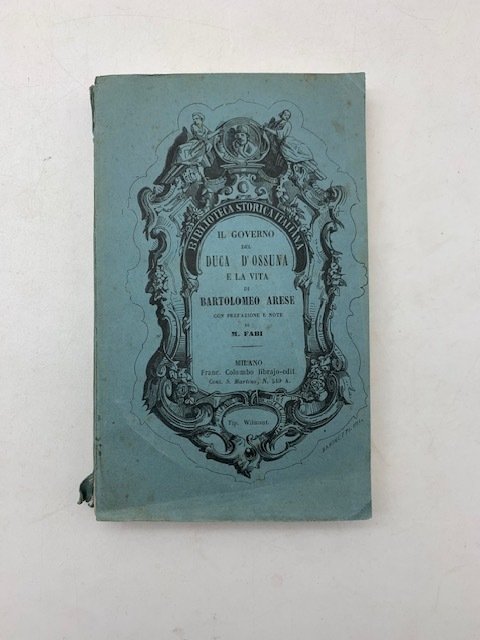 BIBLIOTECA STORICA ITALIANA
IL GOVERNO
DEL
DUCA D'OSSUNA
E LA VITA
DI
BARTOLOMEO ARESE
CON PREFAZIONE E NOTE
DI
M. FABI
MILANO
Franc. Colombo librajo-edit.
Cont. S. Martino, N. 549 A.
Tip. Wilmant.